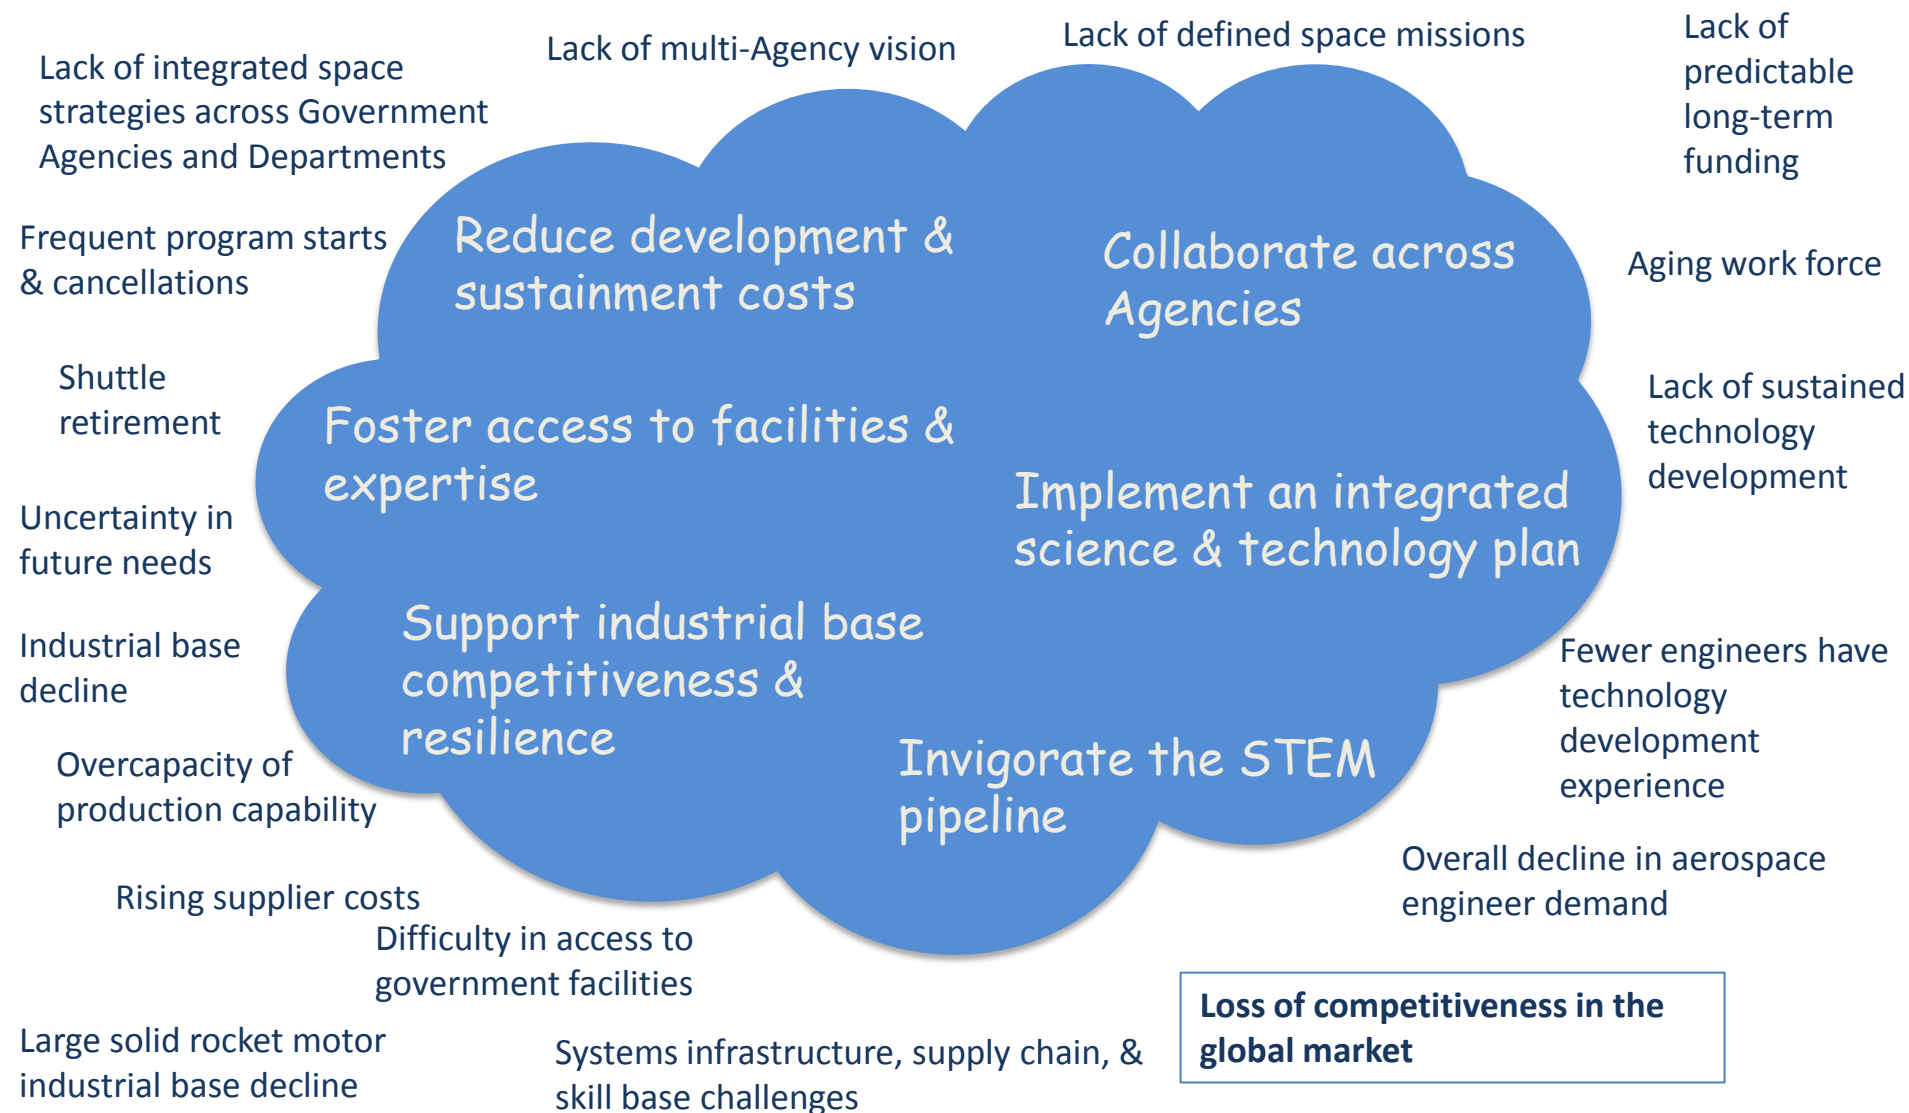 Lack of integrated space
strategies across Government
Agencies and Departments
Lack of multi-Agency vision
Lack of defined space missions
Lack of
predictable
long-term
funding
Frequent program starts
& cancellations
Reduce development &
sustainment costs
Collaborate across
Agencies
Aging work force
Shuttle
retirement
Foster access to facilities &
expertise
Lack of sustained
technology
development
Implement an integrated
science & technology plan
Uncertainty in
future needs
Support industrial base
competitiveness &
resilience
Industrial base
decline
Fewer engineers have
technology
development
experience
Invigorate the STEM
pipeline
Overcapacity of
production capability
Overall decline in aerospace
engineer demand
Rising supplier costs
Difficulty in access to
government facilities
Loss of competitiveness in the
global market
Large solid rocket motor
industrial base decline
Systems infrastructure, supply chain, &
skill base challenges